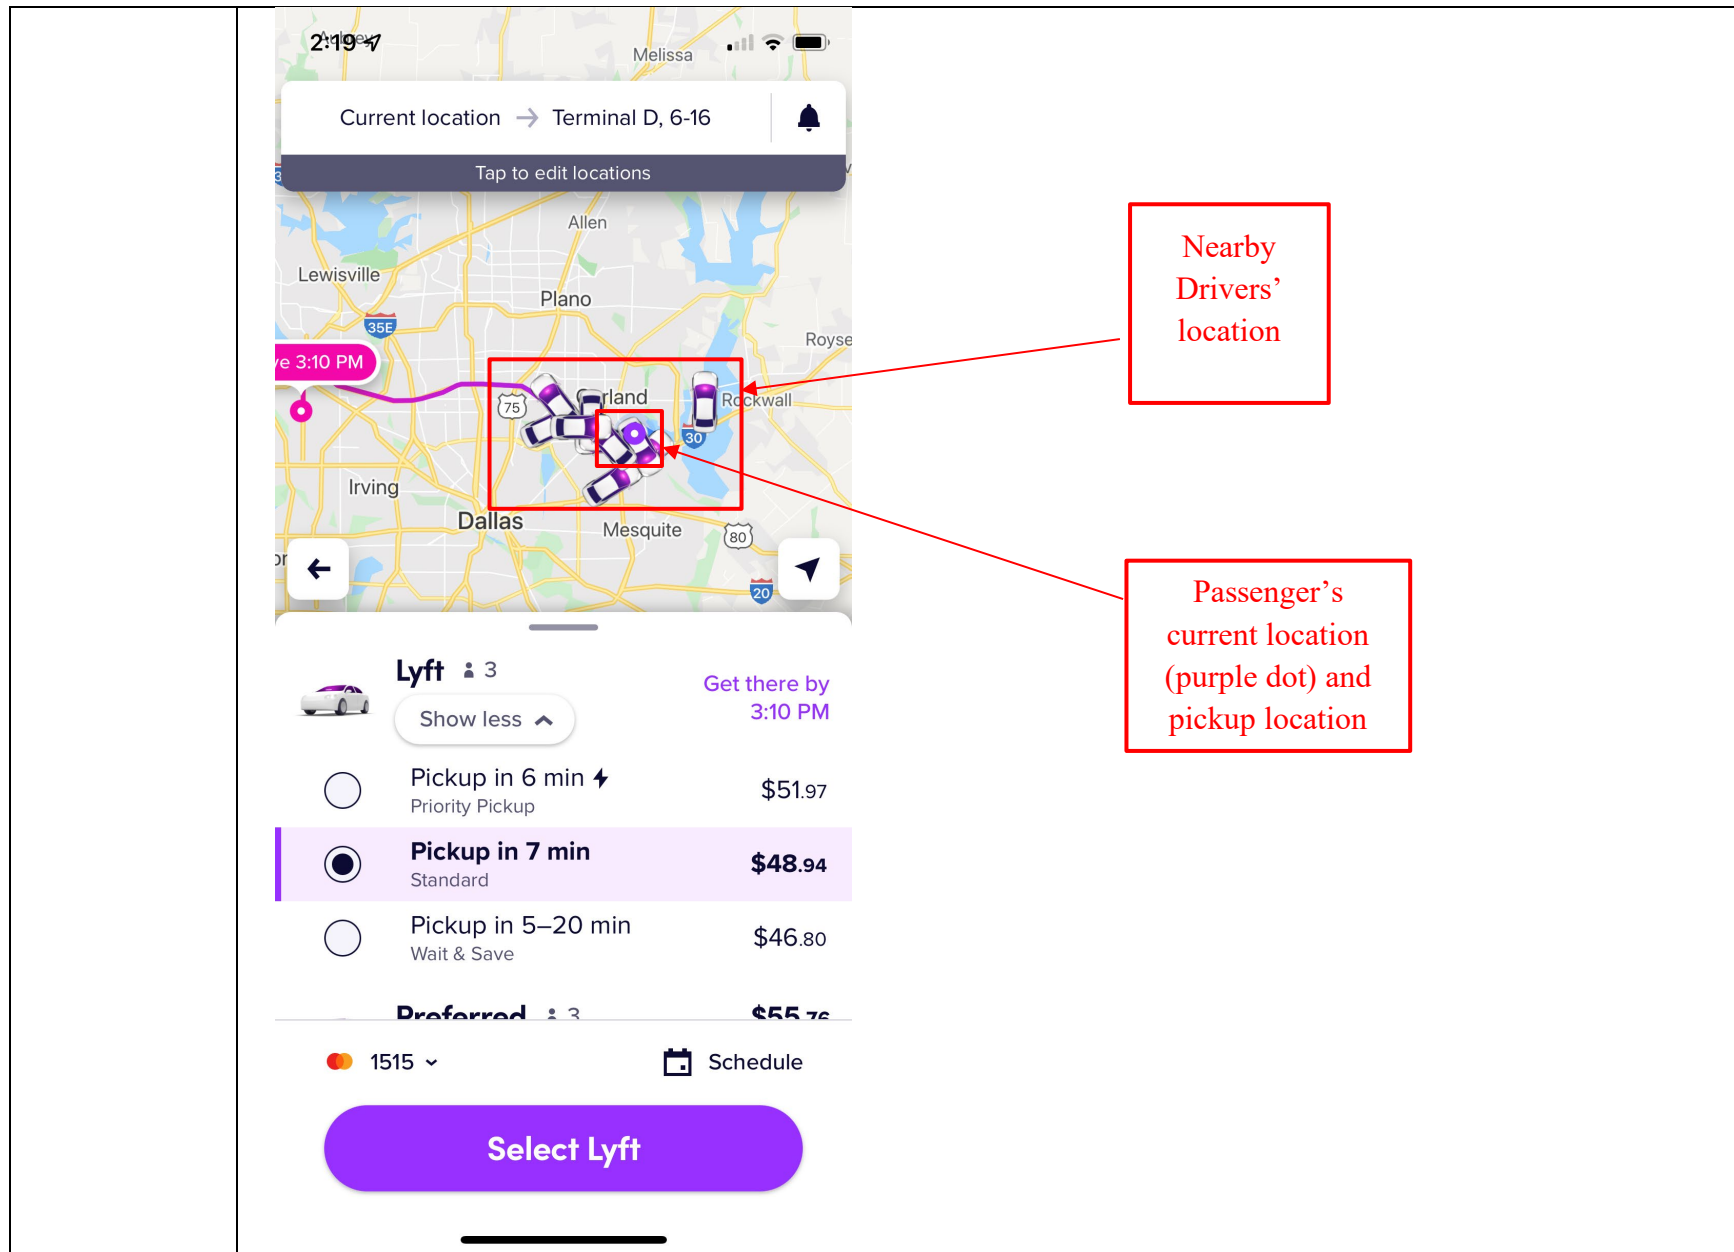 2:19
Melissa
Current location → Terminal D, 6-16
Tap to edit locations
Allen
Lewisville
Plano
35E
Royse
3:10 PM
75
Rockwall
30
Irving
Dallas
Mesquite
80
20
Nearby
Drivers’
location
Passenger’s
current location
(purple dot) and
pickup location
Lyft 3
Show less
Get there by
3:10 PM
Pickup in 6 min
Priority Pickup
$51.97
Pickup in 7 min
Standard
$48.94
Pickup in 5–20 min
Wait & Save
$46.80
Preferred 3
$55.76
1515
Schedule
Select Lyft